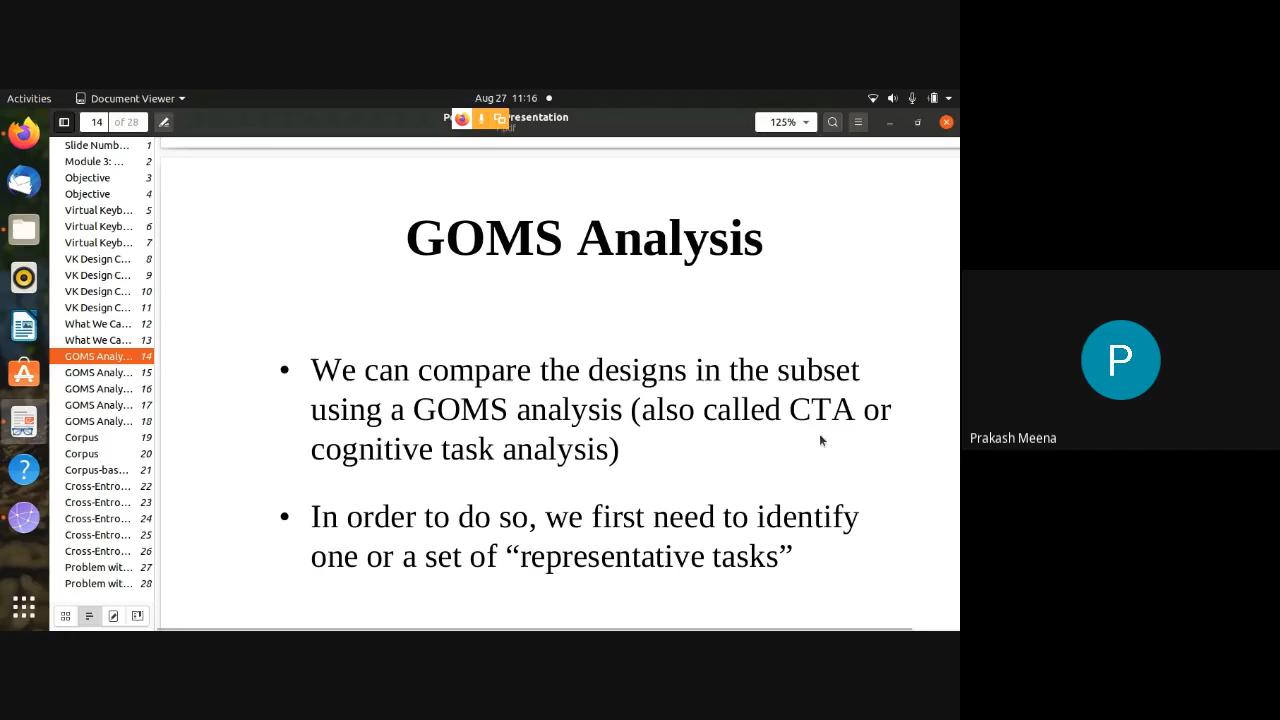 Activities Document Viewer Aug 27 11:16
14 of 28 Presentation 125%
Slide Numb... 1
Module 3: ... 2
Objective 3
Objective 4
Virtual Keyb... 5
Virtual Keyb... 6
Virtual Keyb... 7
VK Design C... 8
VK Design C... 9
VK Design C... 10
VK Design C... 11
What We Ca... 12
What We Ca... 13
GOMS Analy... 14
GOMS Analy... 15
GOMS Analy... 16
GOMS Analy... 17
GOMS Analy... 18
Corpus 19
Corpus 20
Corpus-bas... 21
Cross-Entro... 22
Cross-Entro... 23
Cross-Entro... 24
Cross-Entro... 25
Cross-Entro... 26
Problem wit... 27
Problem wit... 28
GOMS Analysis
• We can compare the designs in the subset
using a GOMS analysis (also called CTA or
cognitive task analysis)
• In order to do so, we first need to identify
one or a set of “representative tasks”
P
Prakash Meena